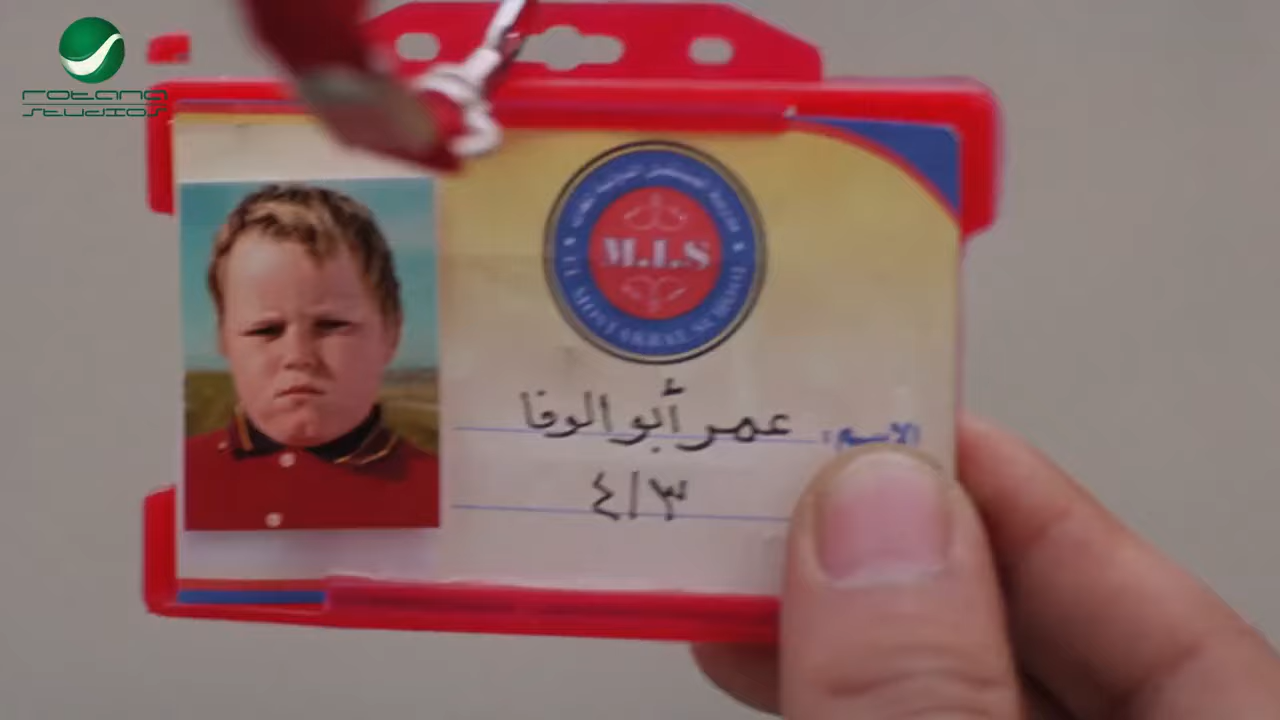 rotana
studios
M.I.S
الاسم: عمر أبو الوفا
٤/٣